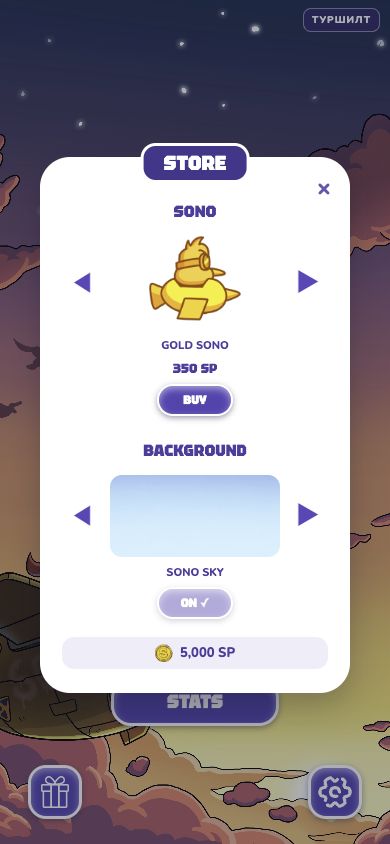 ТУРШИЛТ
STORE
SONO
GOLD SONO
350 SP
BUY
BACKGROUND
SONO SKY
ON ✓
5,000 SP
STATS